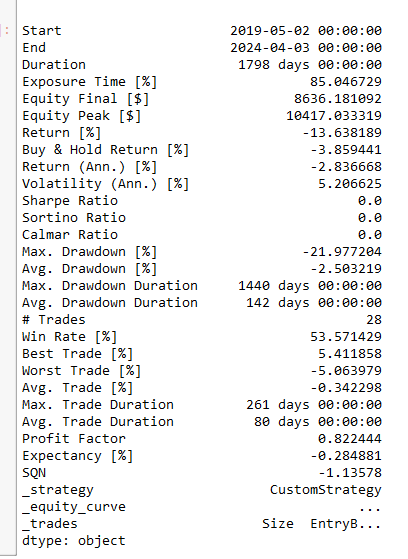 Start 2019-05-02 00:00:00
End 2024-04-03 00:00:00
Duration 1798 days 00:00:00
Exposure Time [%] 85.046729
Equity Final [$] 8636.181092
Equity Peak [$] 10417.033319
Return [%] -13.638189
Buy & Hold Return [%] -3.859441
Return (Ann.) [%] -2.836668
Volatility (Ann.) [%] 5.206625
Sharpe Ratio 0.0
Sortino Ratio 0.0
Calmar Ratio 0.0
Max. Drawdown [%] -21.977204
Avg. Drawdown [%] -2.503219
Max. Drawdown Duration 1440 days 00:00:00
Avg. Drawdown Duration 142 days 00:00:00
# Trades 28
Win Rate [%] 53.571429
Best Trade [%] 5.411858
Worst Trade [%] -5.063979
Avg. Trade [%] -0.342298
Max. Trade Duration 261 days 00:00:00
Avg. Trade Duration 80 days 00:00:00
Profit Factor 0.822444
Expectancy [%] -0.284881
SQN -1.13578
_strategy CustomStrategy
_equity_curve ...
_trades Size EntryB...
dtype: object